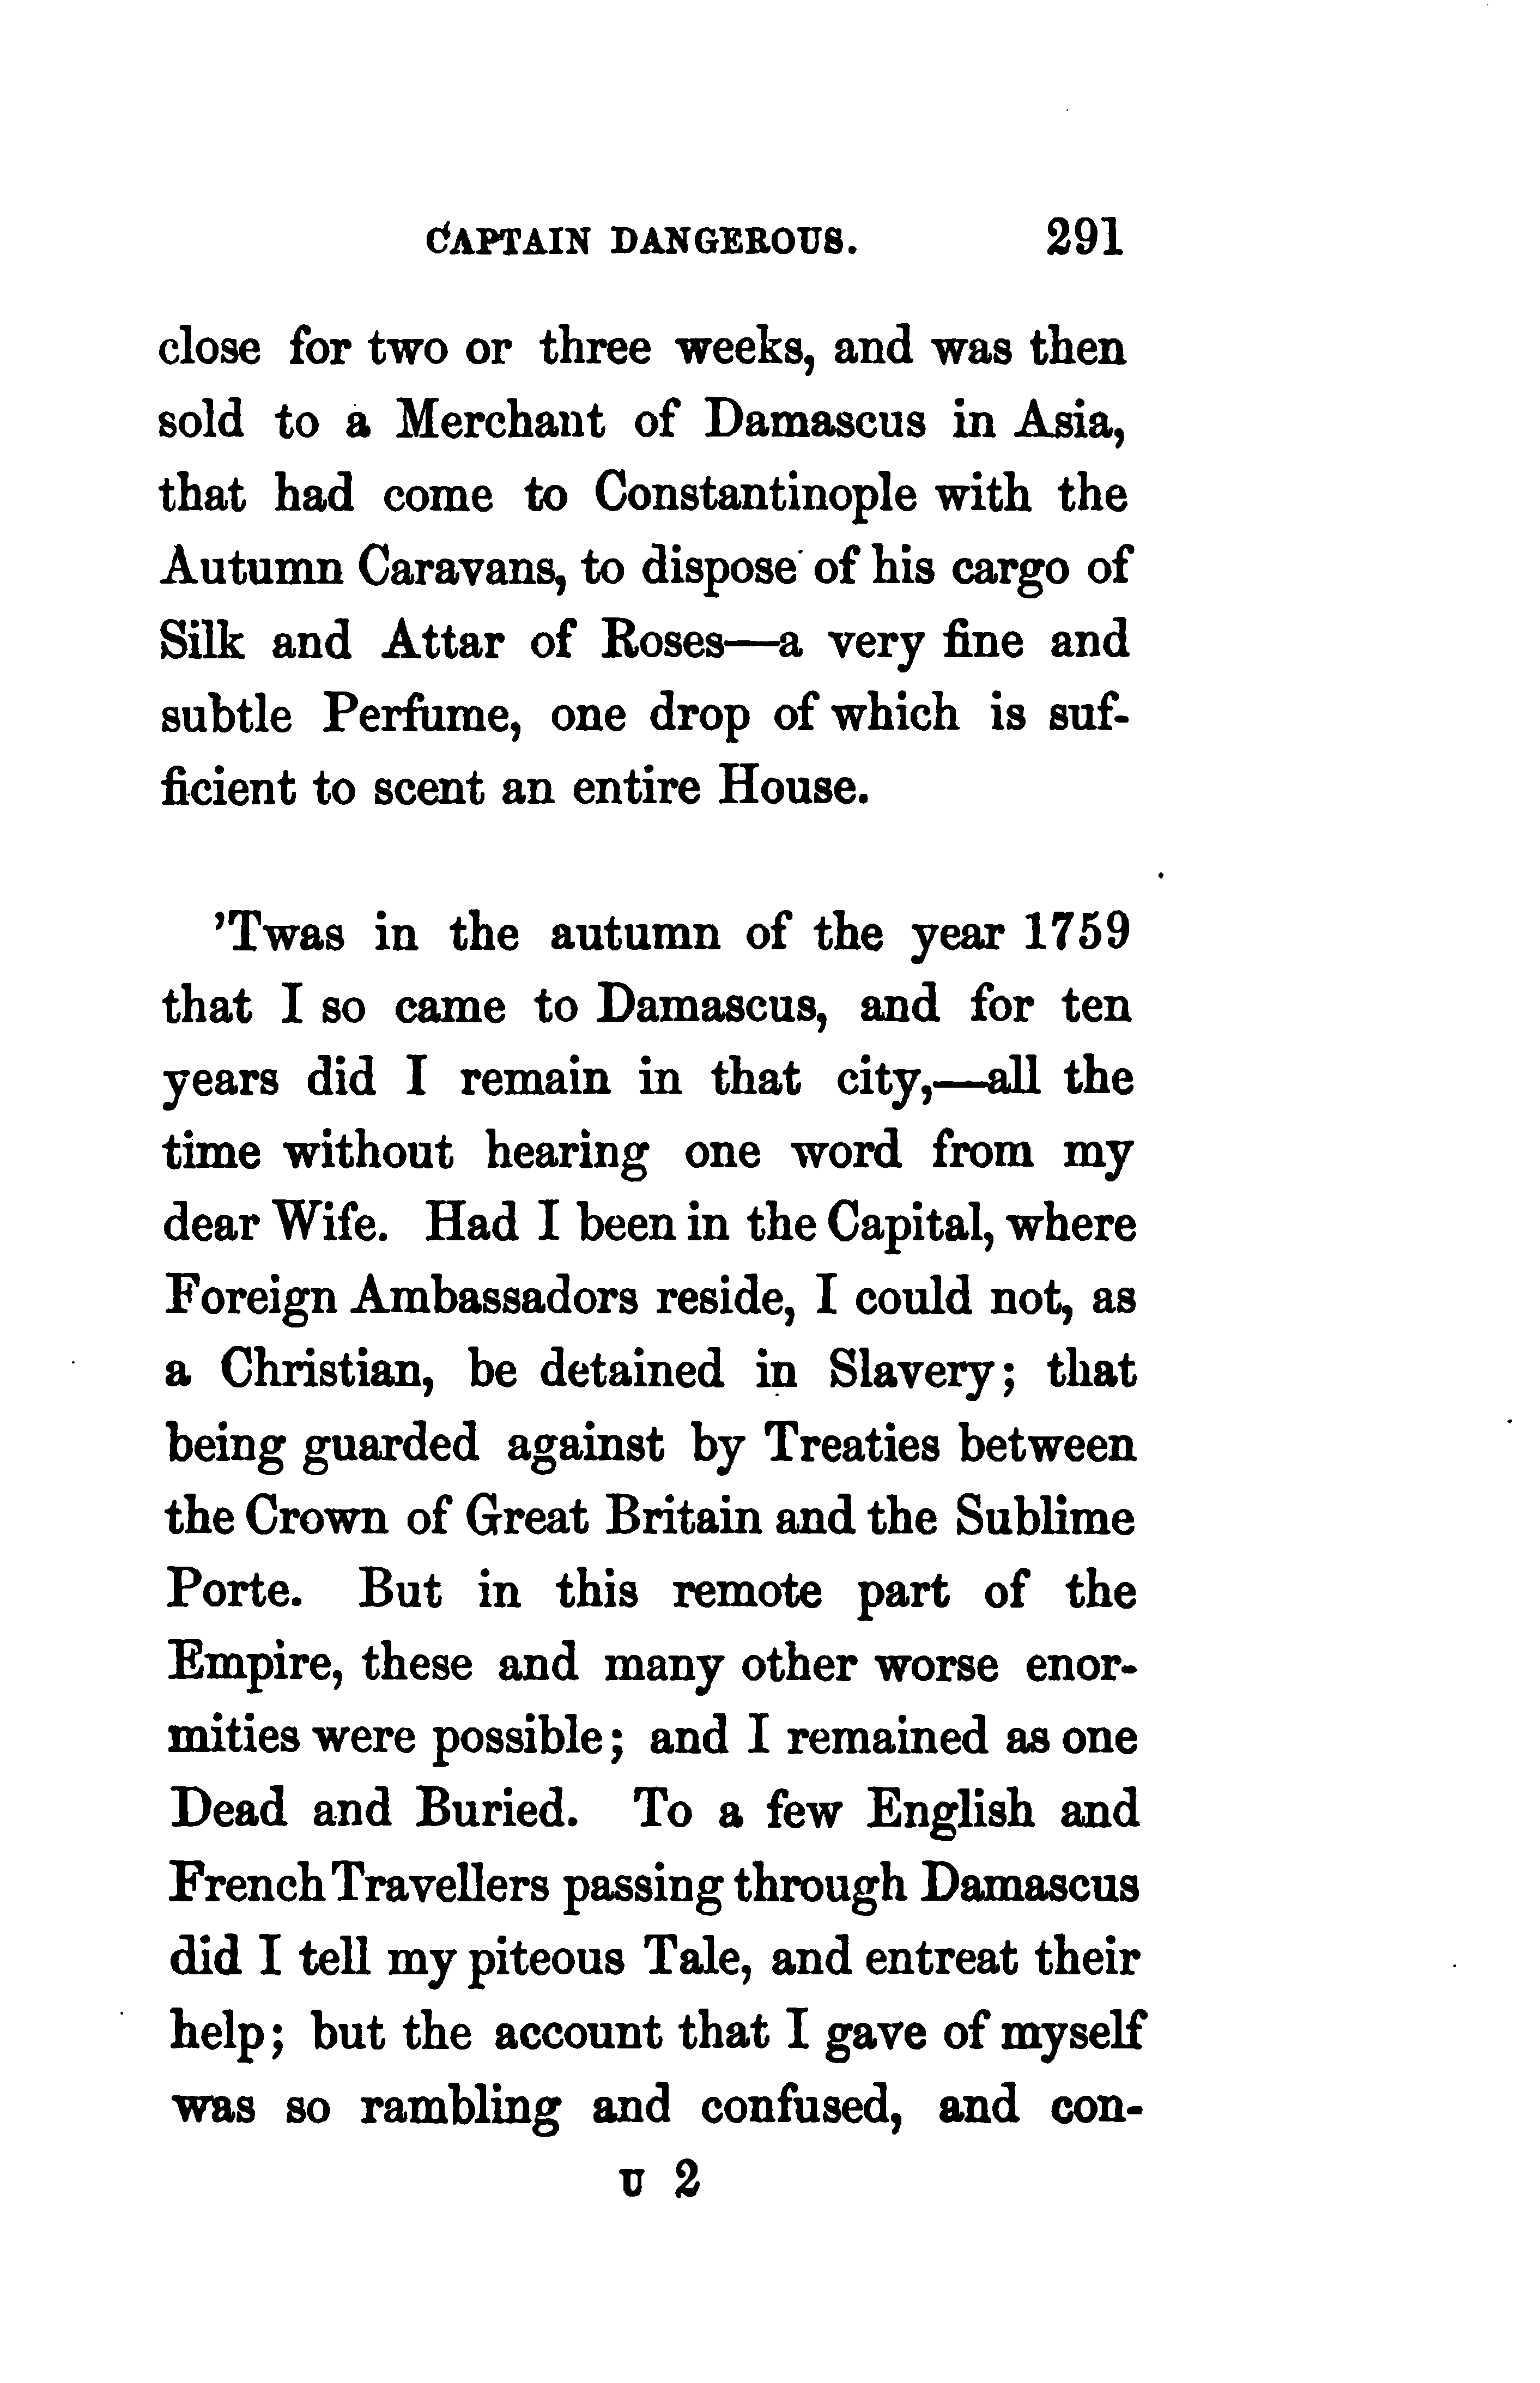 CAPTAIN DANGEROUS. 291
close for two or three weeks, and was then
sold to a Merchant of Damascus in Asia,
that had come to Constantinople with the
Autumn Caravans, to dispose of his cargo of
Silk and Attar of Roses—a very fine and
subtle Perfume, one drop of which is suf-
ficient to scent an entire House.
’Twas in the autumn of the year 1759
that I so came to Damascus, and for ten
years did I remain in that city,—all the
time without hearing one word from my
dear Wife. Had I been in the Capital, where
Foreign Ambassadors reside, I could not, as
a Christian, be detained in Slavery; that
being guarded against by Treaties between
the Crown of Great Britain and the Sublime
Porte. But in this remote part of the
Empire, these and many other worse enor-
mities were possible; and I remained as one
Dead and Buried. To a few English and
French Travellers passing through Damascus
did I tell my piteous Tale, and entreat their
help; but the account that I gave of myself
was so rambling and confused, and con-
U 2